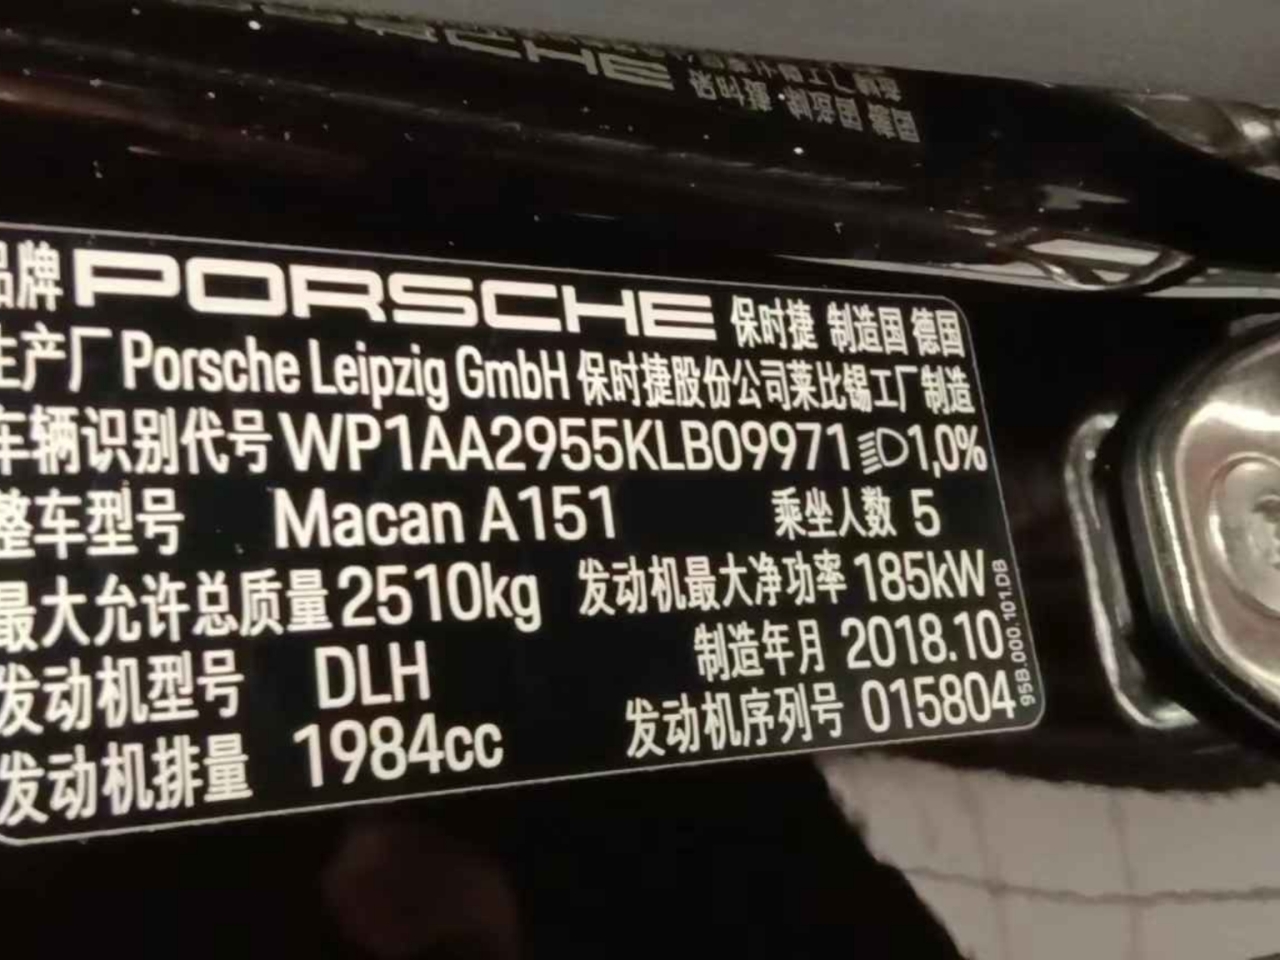 品牌 PORSCHE 保时捷 制造国 德国
生产厂 Porsche Leipzig GmbH 保时捷股份公司莱比锡工厂制造
车辆识别代号 WP1AA2955KLB09971 1,0%
整车型号 Macan A151 乘坐人数 5
最大允许总质量 2510kg 发动机最大净功率 185kW
发动机型号 DLH 制造年月 2018.10
发动机排量 1984cc 发动机序列号 015804
95B.000.101.DB